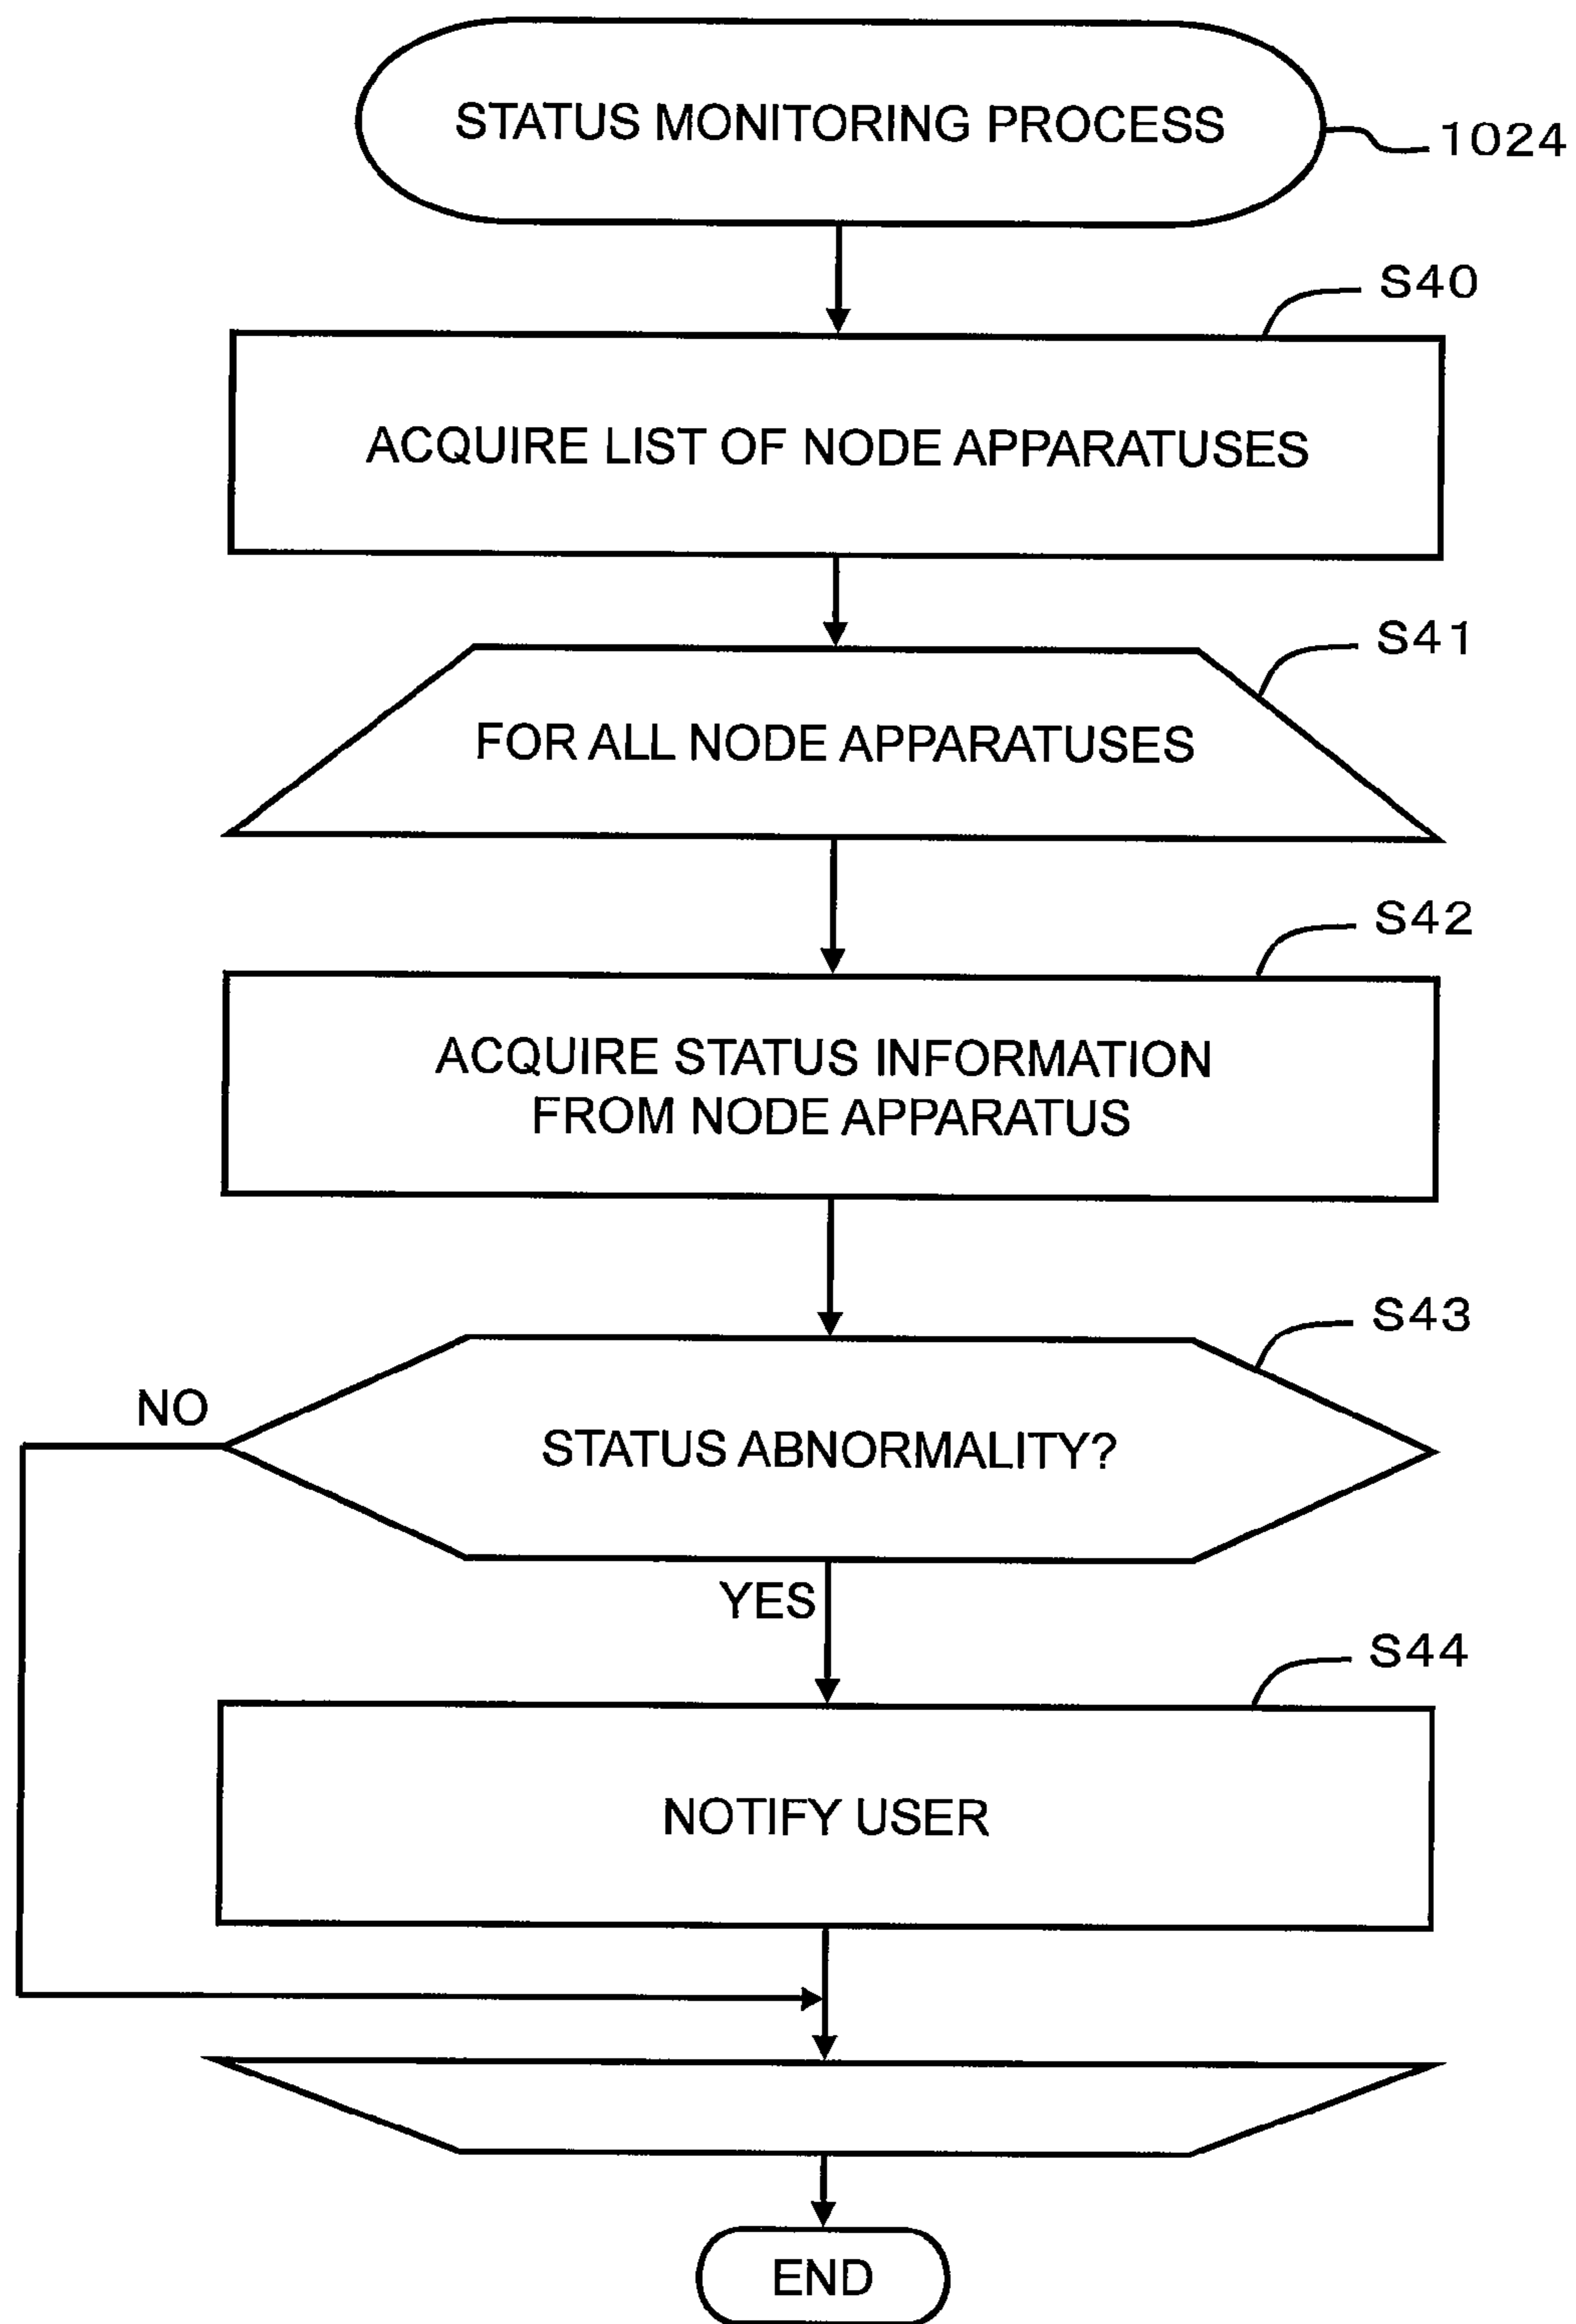 STATUS MONITORING PROCESS
1024
S40
ACQUIRE LIST OF NODE APPARATUSES
S41
FOR ALL NODE APPARATUSES
S42
ACQUIRE STATUS INFORMATION
FROM NODE APPARATUS
S43
NO
STATUS ABNORMALITY?
YES
S44
NOTIFY USER
END